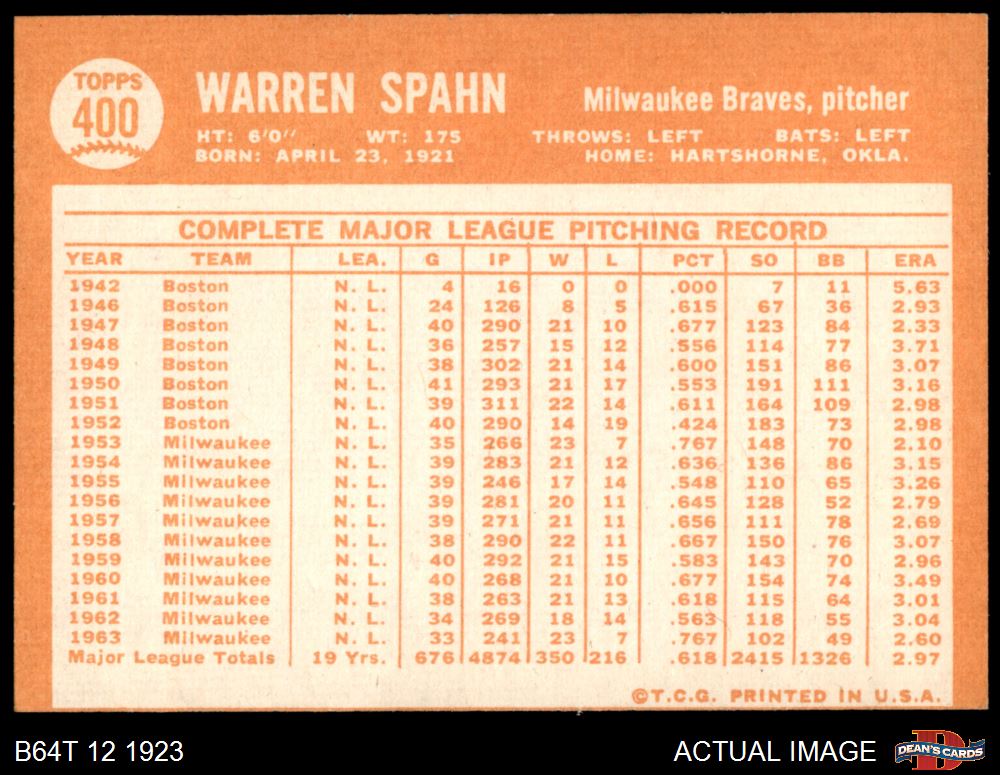 TOPPS
400
WARREN SPAHN
Milwaukee Braves, pitcher
HT: 6'0" WT: 175 THROWS: LEFT BATS: LEFT
BORN: APRIL 23, 1921 HOME: HARTSHORNE, OKLA.
COMPLETE MAJOR LEAGUE PITCHING RECORD
YEAR TEAM LEA. G IP W L PCT SO BB ERA
1942 Boston N. L. 4 16 0 0 .000 7 11 5.63
1946 Boston N. L. 24 126 8 5 .615 67 36 2.93
1947 Boston N. L. 40 290 21 10 .677 123 84 2.33
1948 Boston N. L. 36 257 15 12 .556 114 77 3.71
1949 Boston N. L. 38 302 21 14 .600 151 86 3.07
1950 Boston N. L. 41 293 21 17 .553 191 111 3.16
1951 Boston N. L. 39 311 22 14 .611 164 109 2.98
1952 Boston N. L. 40 290 14 19 .424 183 73 2.98
1953 Milwaukee N. L. 35 266 23 7 .767 148 70 2.10
1954 Milwaukee N. L. 39 283 21 12 .636 136 86 3.15
1955 Milwaukee N. L. 39 246 17 14 .548 110 65 3.26
1956 Milwaukee N. L. 39 281 20 11 .645 128 52 2.79
1957 Milwaukee N. L. 39 271 21 11 .656 111 78 2.69
1958 Milwaukee N. L. 38 290 22 11 .667 150 76 3.07
1959 Milwaukee N. L. 40 292 21 15 .583 143 70 2.96
1960 Milwaukee N. L. 40 268 21 10 .677 154 74 3.49
1961 Milwaukee N. L. 38 263 21 13 .618 115 64 3.01
1962 Milwaukee N. L. 34 269 18 14 .563 118 55 3.04
1963 Milwaukee N. L. 33 241 23 7 .767 102 49 2.60
Major League Totals 19 Yrs. 676 4874 350 216 .618 2415 1326 2.97
©T.C.G. PRINTED IN U.S.A.
B64T 12 1923
ACTUAL IMAGE
DEAN'S CARDS